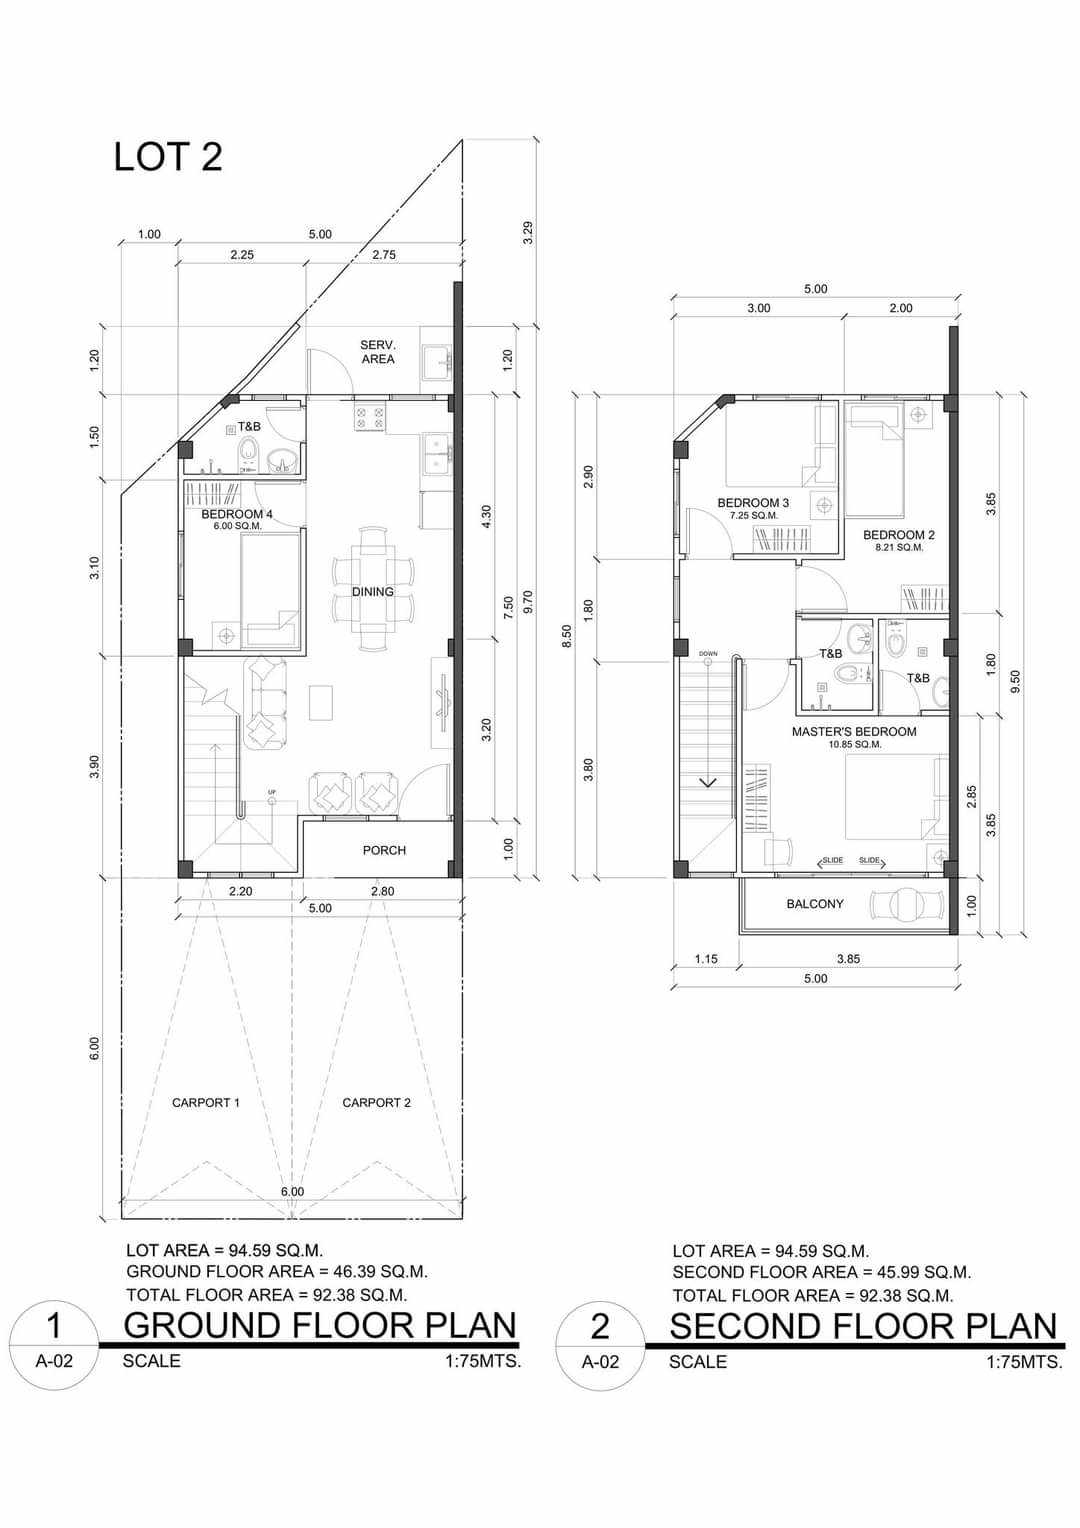 LOT 2
1.00
5.00
2.25
2.75
3.29
1.20
1.20
SERV.
AREA
1.50
T&B
BEDROOM 4
6.00 SQ.M.
4.30
3.10
DINING
7.50
9.70
3.90
3.20
UP
PORCH
1.00
2.20
2.80
5.00
6.00
CARPORT 1
CARPORT 2
6.00
LOT AREA = 94.59 SQ.M.
GROUND FLOOR AREA = 46.39 SQ.M.
TOTAL FLOOR AREA = 92.38 SQ.M.
1
A-02
GROUND FLOOR PLAN
SCALE
1:75MTS.
5.00
3.00
2.00
2.90
BEDROOM 3
7.25 SQ.M.
3.85
BEDROOM 2
8.21 SQ.M.
1.80
8.50
DOWN
T&B
T&B
1.80
9.50
MASTER'S BEDROOM
10.85 SQ.M.
3.80
2.85
3.85
SLIDE
SLIDE
BALCONY
1.00
1.15
3.85
5.00
LOT AREA = 94.59 SQ.M.
SECOND FLOOR AREA = 45.99 SQ.M.
TOTAL FLOOR AREA = 92.38 SQ.M.
2
A-02
SECOND FLOOR PLAN
SCALE
1:75MTS.